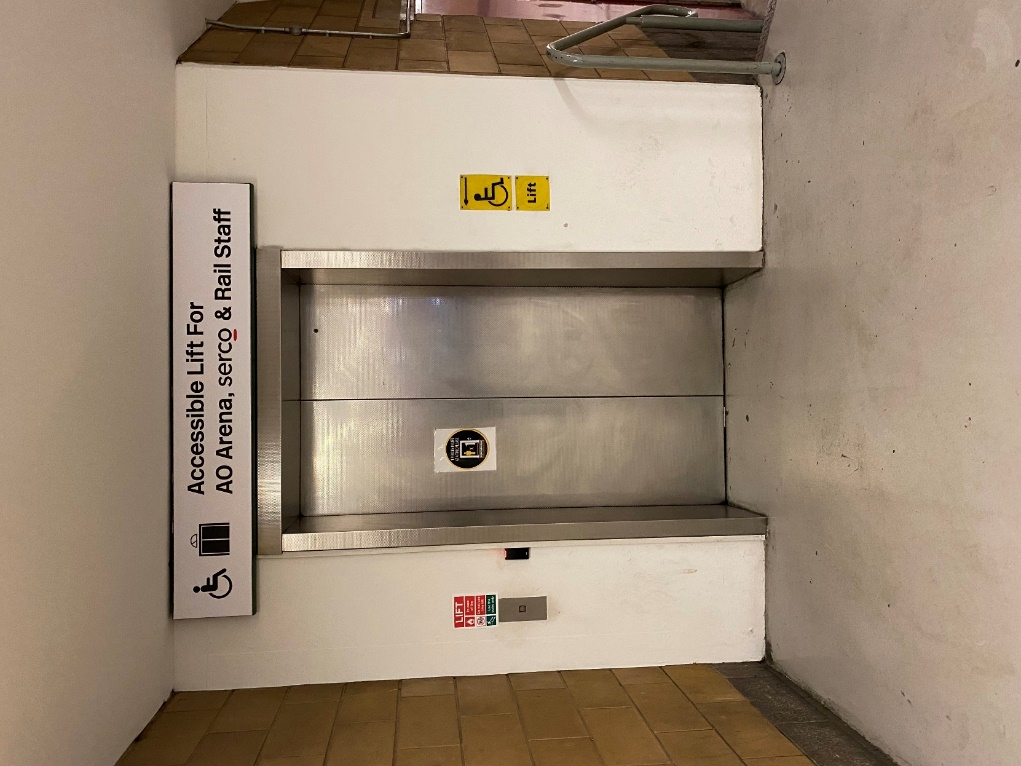 Accessible Lift For
AO Arena, serco & Rail Staff
LIFT
Lift